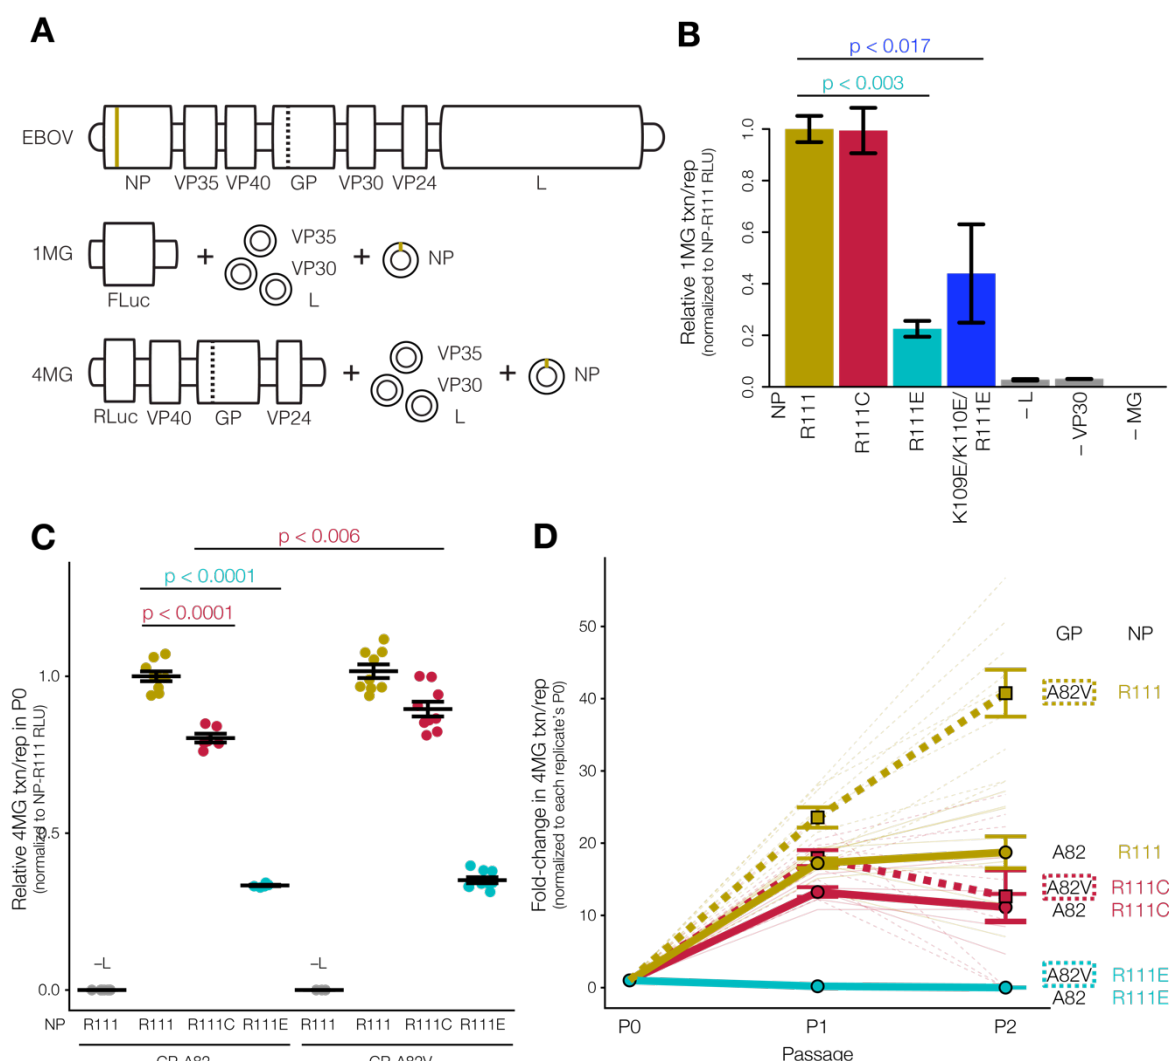 A
EBOV
NP VP35 VP40 GP VP30 VP24 L
1MG
FLuc
+
VP35
VP30
L
+
NP
4MG
RLuc VP40 GP VP24
+
VP35
VP30
L
+
NP
B
p < 0.017
p < 0.003
Relative 1MG txn/rep
(normalized to NP-R111 RLU)
1.0
0.8
0.6
0.4
0.2
0.0
NP
R111
R111C
R111E
K109E/K110E/
R111E
– L
– VP30
– MG
C
p < 0.006
p < 0.0001
p < 0.0001
Relative 4MG txn/rep in P0
(normalized to NP-R111 RLU)
1.0
0.5
0.0
–L
–L
NP R111 R111 R111C R111E R111 R111 R111C R111E
GP-A82 GP-A82V
D
Fold-change in 4MG txn/rep
(normalized to each replicate's P0)
50
40
30
20
10
0
GP NP
A82V R111
A82 R111
A82V R111C
A82 R111C
A82V R111E
A82 R111E
P0 P1 P2
Passage